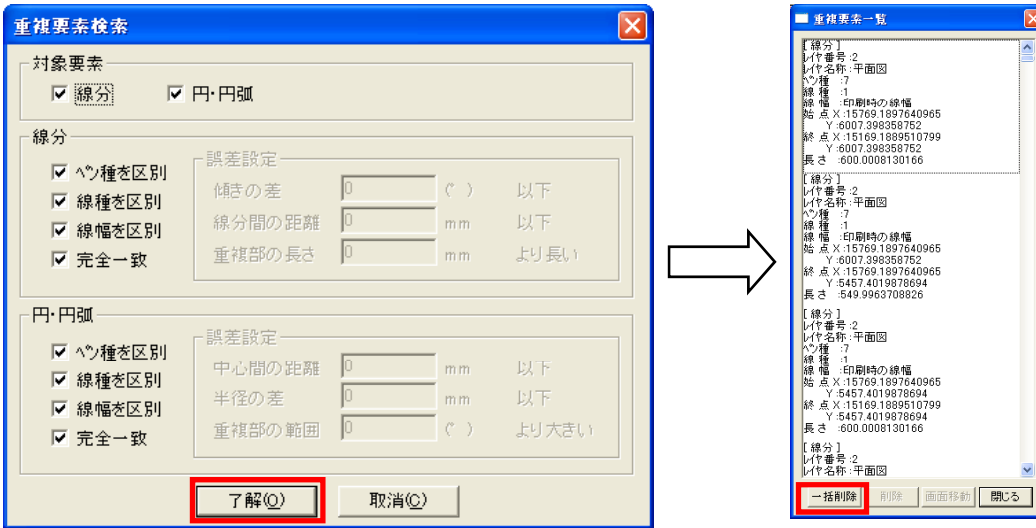 重複要素検索
対象要素
線分 円・円弧
線分
ペン種を区別
線種を区別
線幅を区別
完全一致
誤差設定
傾きの差 0 (°) 以下
線分間の距離 0 mm 以下
重複部の長さ 0 mm より長い
円・円弧
ペン種を区別
線種を区別
線幅を区別
完全一致
誤差設定
中心間の距離 0 mm 以下
半径の差 0 mm 以下
重複部の範囲 0 (°) より大きい
了解(O) 取消(C)
重複要素一覧
[線分]
レイヤ番号:2
レイヤ名称:平面図
ペン種 :7
線種 :1
線幅 :印刷時の線幅
始点X:15769.1897640965
Y:6007.398358752
終点X:15169.1889510799
Y:6007.398358752
長さ :600.0008130166
[線分]
レイヤ番号:2
レイヤ名称:平面図
ペン種 :7
線種 :1
線幅 :印刷時の線幅
始点X:15769.1897640965
Y:6007.398358752
終点X:15769.1897640965
Y:5457.4019878694
長さ :549.9963708826
[線分]
レイヤ番号:2
レイヤ名称:平面図
ペン種 :7
線種 :1
線幅 :印刷時の線幅
始点X:15769.1897640965
Y:5457.4019878694
終点X:15169.1889510799
Y:5457.4019878694
長さ :600.0008130166
[線分]
レイヤ番号:2
レイヤ名称:平面図
一括削除 削除 画面移動 閉じる